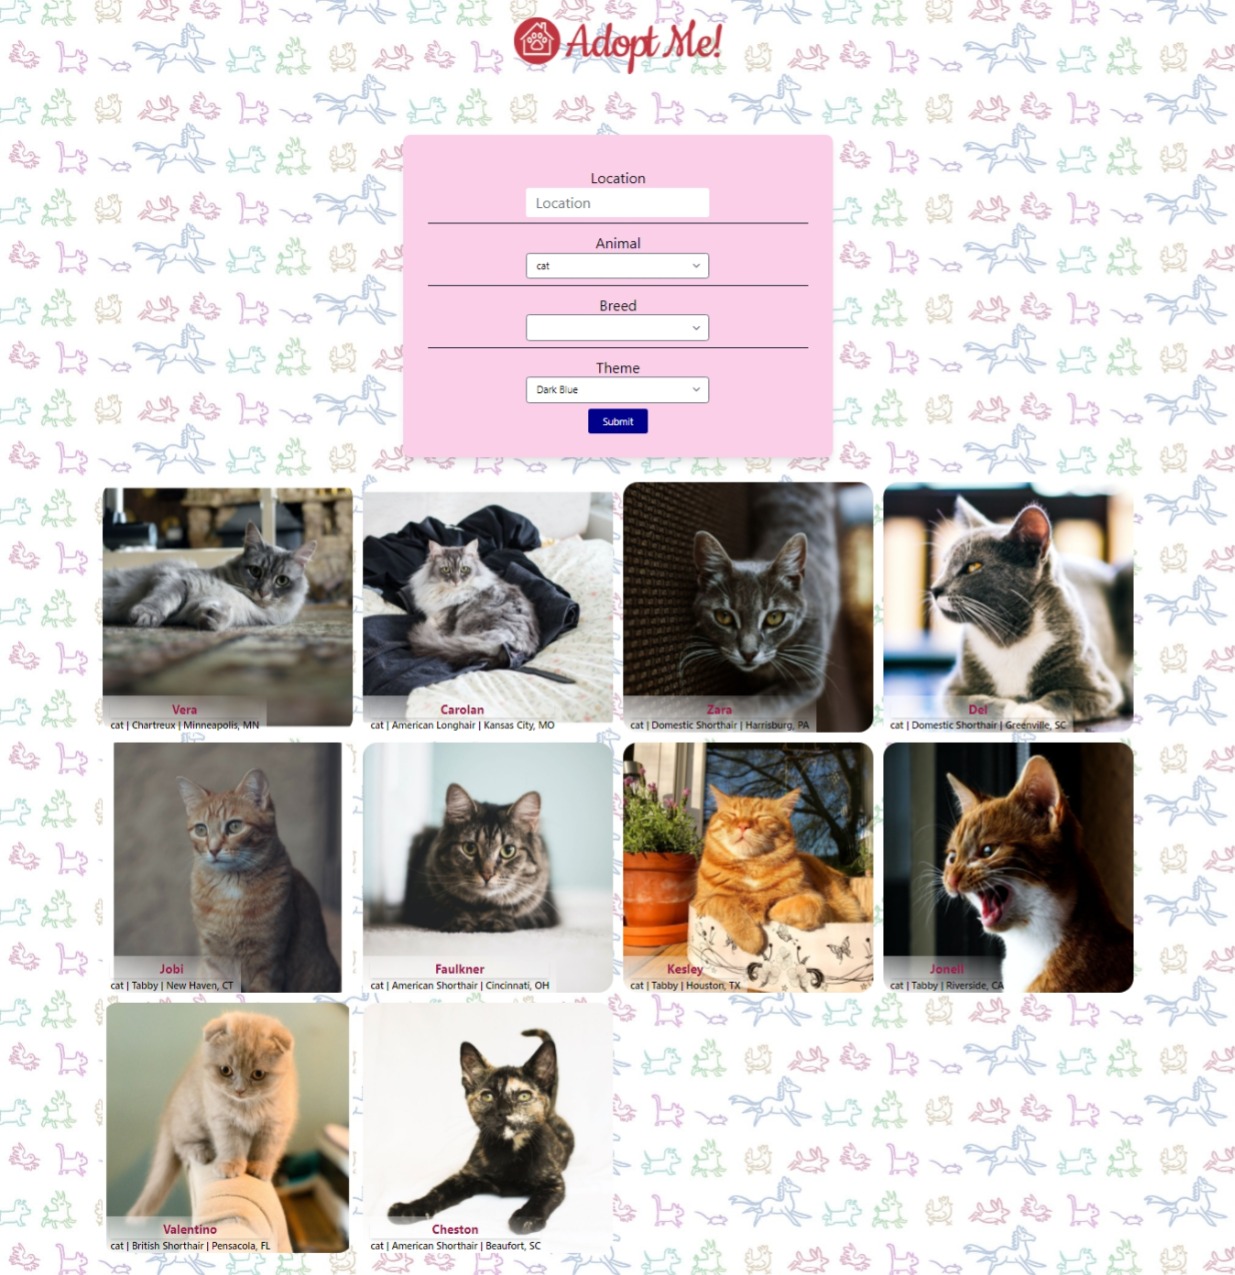 Adopt Me!
Location
Location
Animal
cat
Breed
Theme
Dark Blue
Submit
Vera
cat | Chartreux | Minneapolis, MN
Carolan
cat | American Longhair | Kansas City, MO
Zara
cat | Domestic Shorthair | Harrisburg, PA
Del
cat | Domestic Shorthair | Greenville, SC
Jobi
cat | Tabby | New Haven, CT
Faulkner
cat | American Shorthair | Cincinnati, OH
Kesley
cat | Tabby | Houston, TX
Jonell
cat | Tabby | Riverside, CA
Valentino
cat | British Shorthair | Pensacola, FL
Cheston
cat | American Shorthair | Beaufort, SC